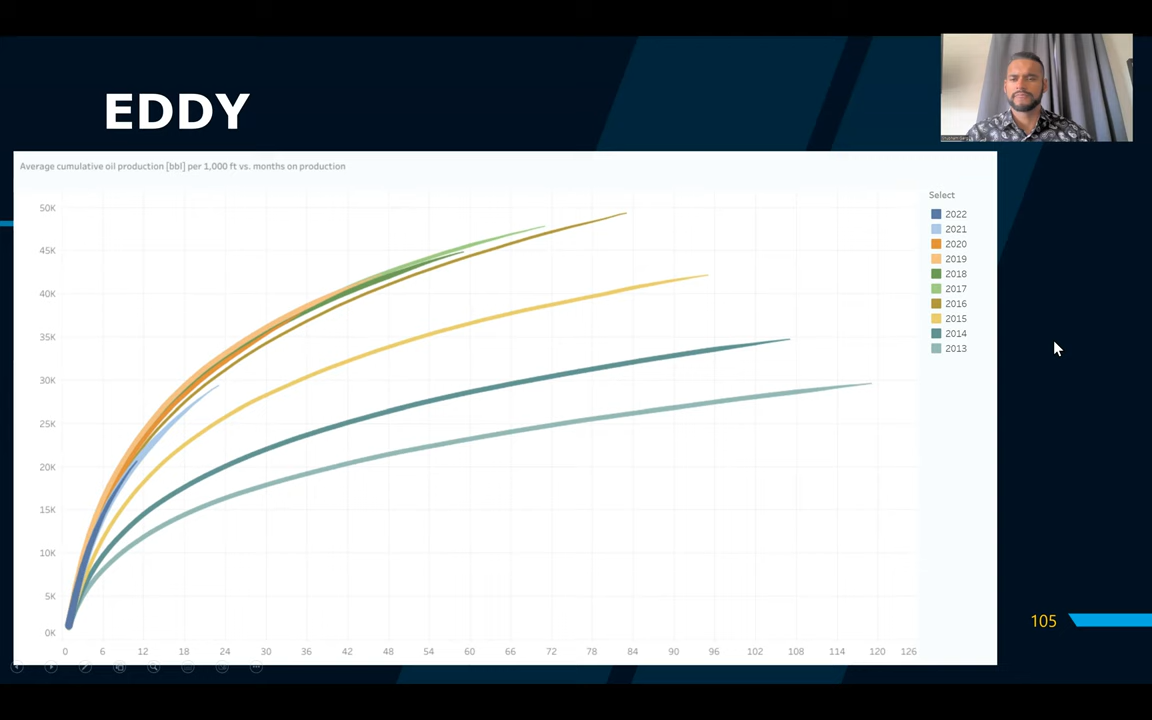 EDDY
Average cumulative oil production [bbl] per 1,000 ft vs. months on production
Select
2022
2021
2020
2019
2018
2017
2016
2015
2014
2013
50K
45K
40K
35K
30K
25K
20K
15K
10K
5K
0K
0 6 12 18 24 30 36 42 48 54 60 66 72 78 84 90 96 102 108 114 120 126
105